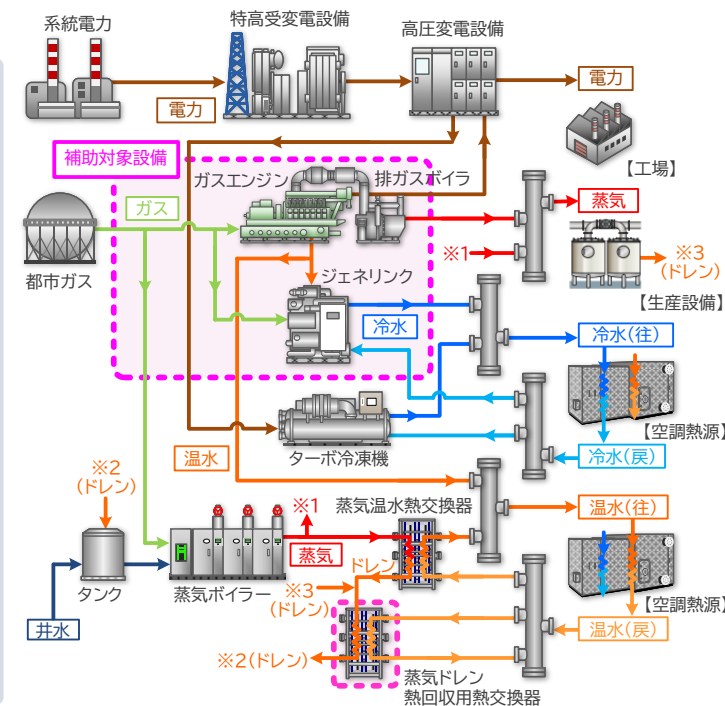 系統電力
特高受変電設備
高圧変電設備
電力
電力
補助対象設備
【工場】
ガスエンジン
排ガスボイラ
ガス
蒸気
※1
※3
(ドレン)
都市ガス
ジェネリンク
【生産設備】
冷水
冷水(往)
【空調熱源】
ターボ冷凍機
冷水(戻)
温水
※2
(ドレン)
※1
蒸気温水熱交換器
温水(往)
蒸気
ドレン
タンク
蒸気ボイラー
※3
(ドレン)
【空調熱源】
井水
温水(戻)
※2(ドレン)
蒸気ドレン
熱回収用熱交換器